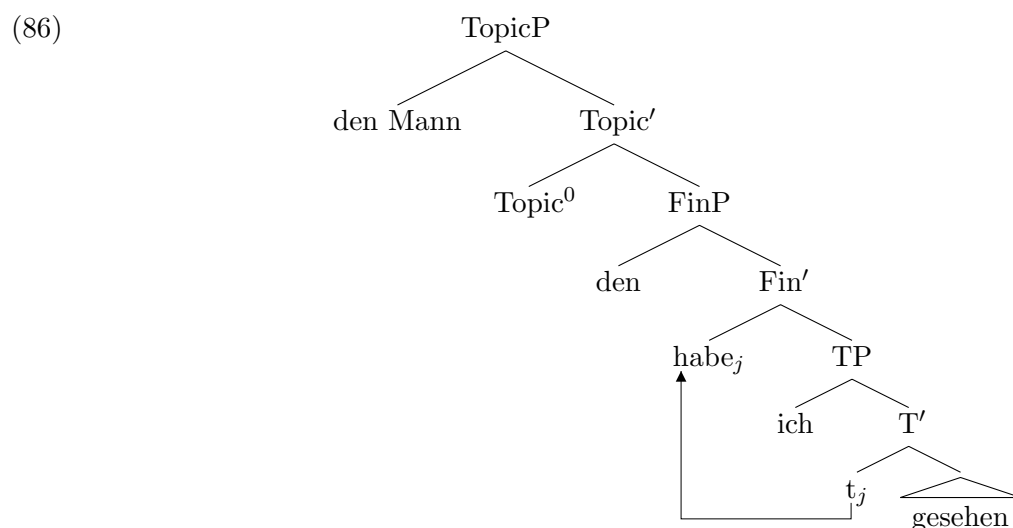 (86) TopicP
den Mann Topic′
Topic⁰ FinP
den Fin′
habeⱼ TP
ich T′
tⱼ
gesehen